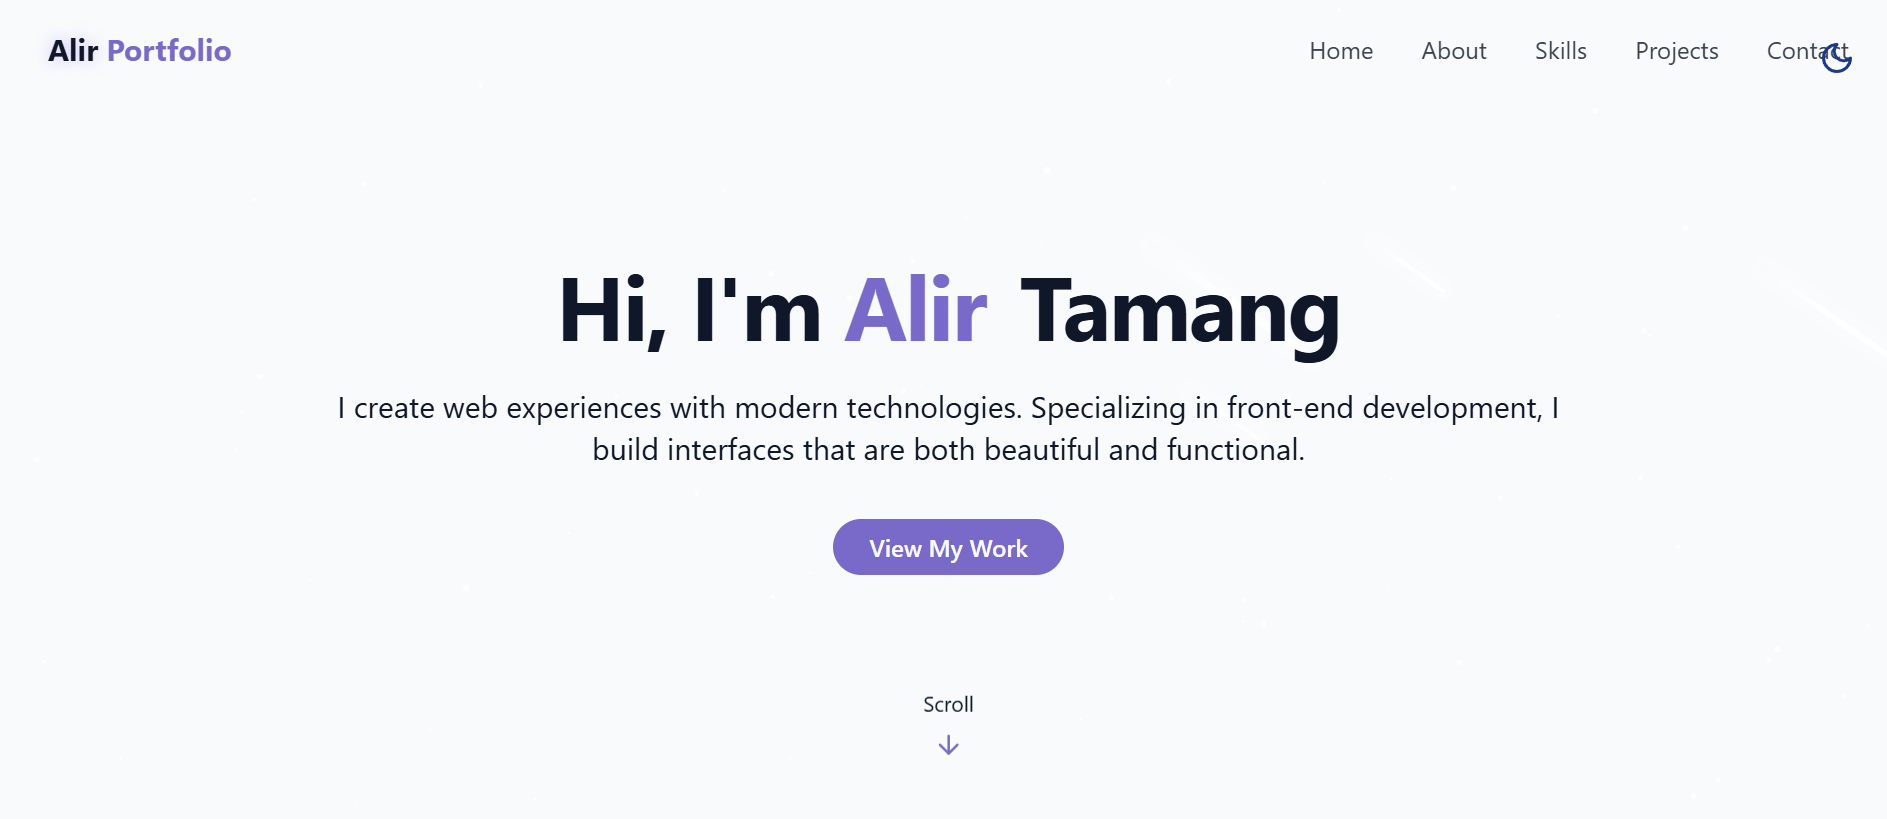 Alir Portfolio
Home About Skills Projects Contact
Hi, I'm Alir Tamang
I create web experiences with modern technologies. Specializing in front-end development, I
build interfaces that are both beautiful and functional.
View My Work
Scroll